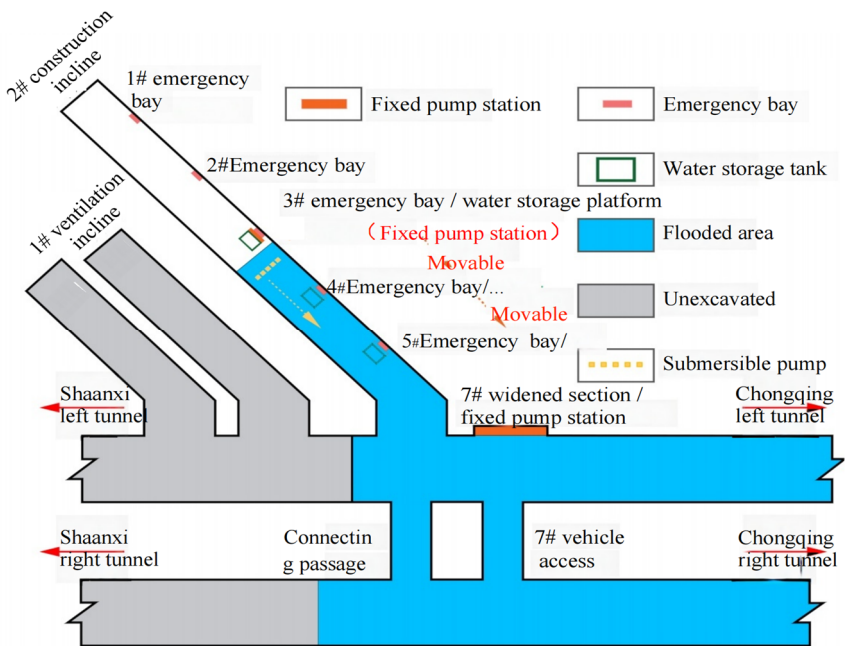 2# construction
incline
1# emergency
bay
Fixed pump station
Emergency bay
2#Emergency bay
Water storage tank
1# ventilation
incline
3# emergency bay / water storage platform
（Fixed pump station）
Flooded area
Movable
4#Emergency bay/...
Unexcavated
Movable
5#Emergency bay/
Submersible pump
Shaanxi
left tunnel
7# widened section /
fixed pump station
Chongqing
left tunnel
Shaanxi
right tunnel
Connectin
g passage
7# vehicle
access
Chongqing
right tunnel